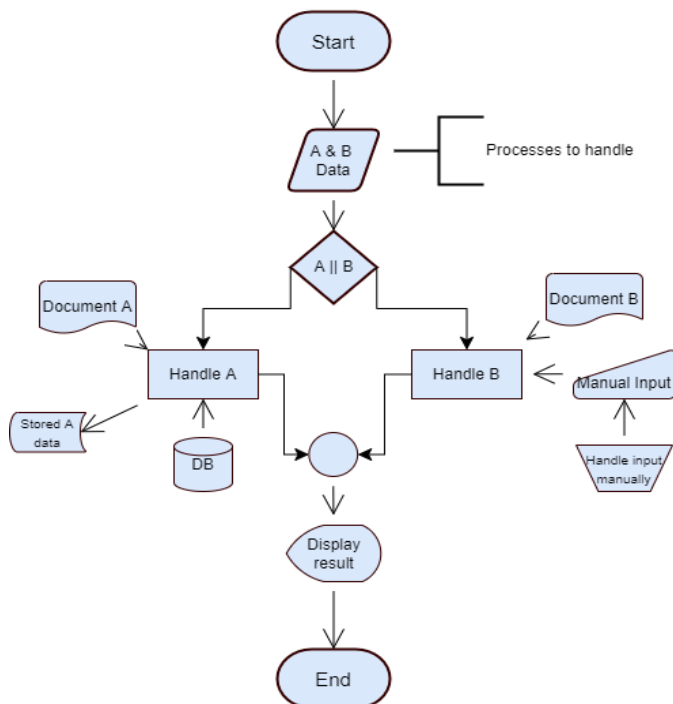 Start
A & B
Data
Processes to handle
A || B
Document A
Document B
Handle A
Handle B
Manual Input
Stored A
data
DB
Handle input
manually
Display
result
End